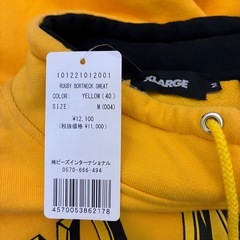 101221012001
RUGBY BORTNECK SWEAT
COLOR: YELLOW(40)
SIZE: M(004)
¥12,100
(税抜価格 ¥11,000)
㈱ビーズインターナショナル
0570-666-494
4570053862178
XLARGE
M